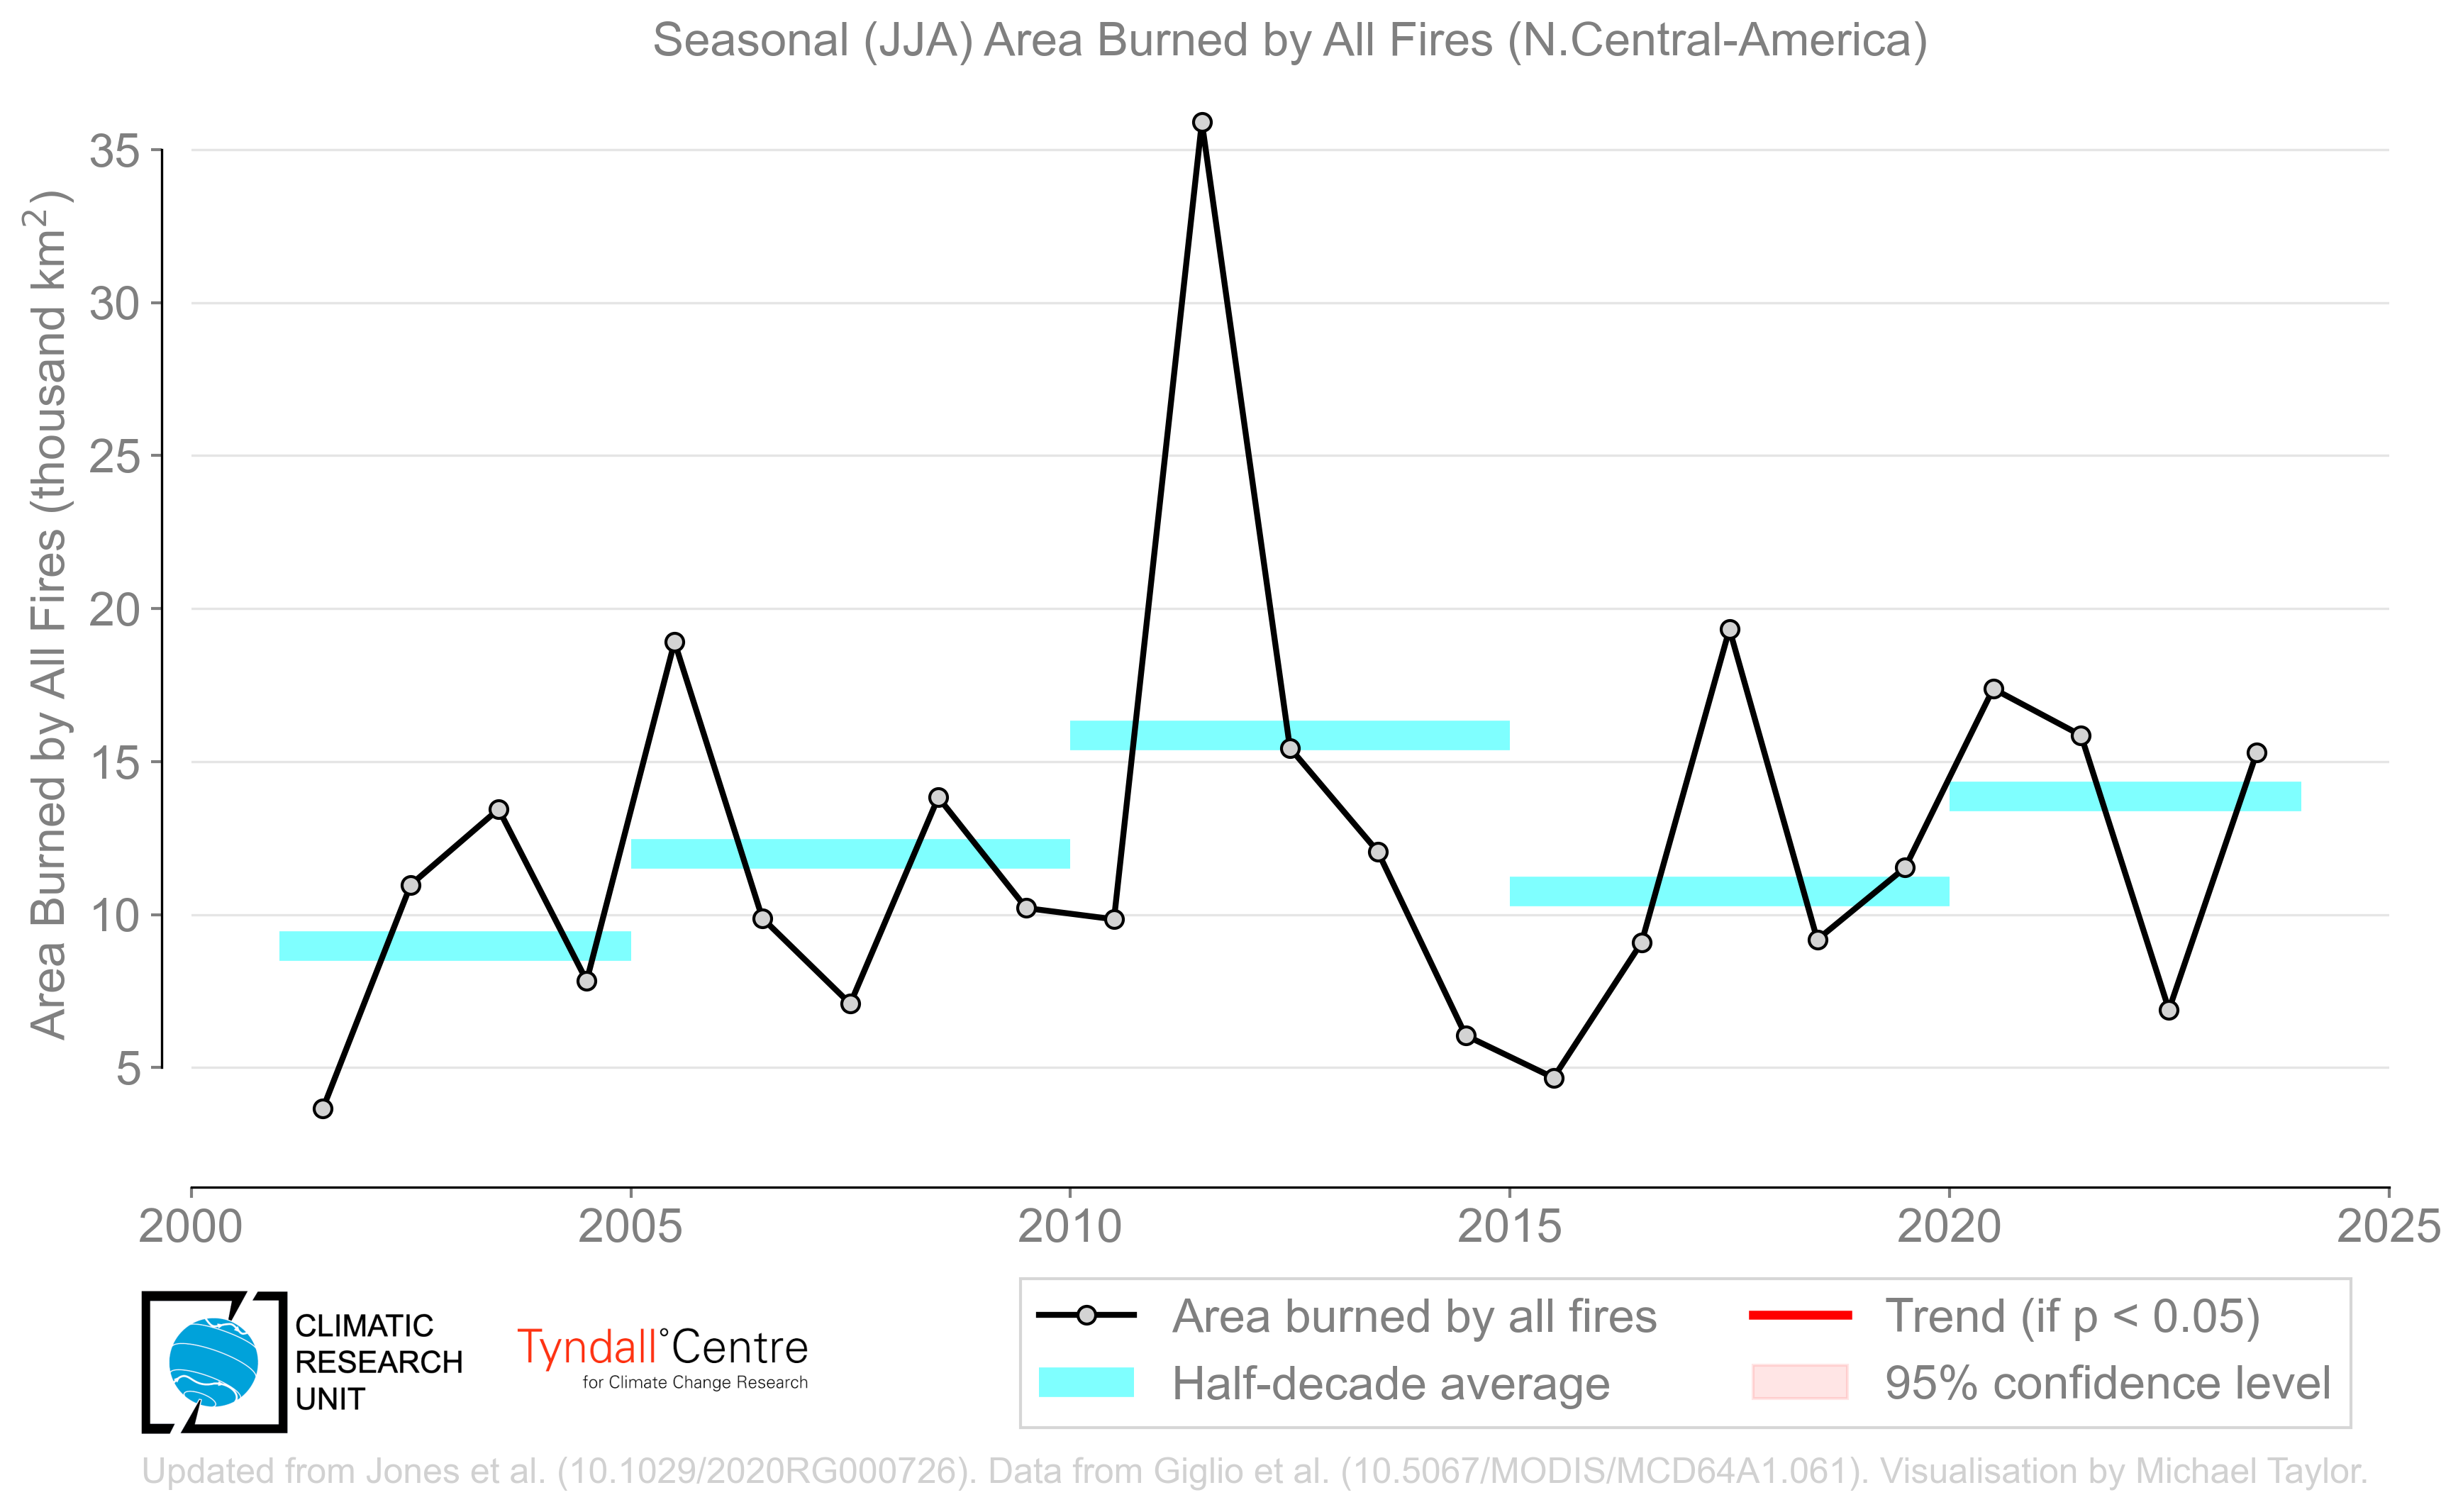 Seasonal (JJA) Area Burned by All Fires (N.Central-America)
Area Burned by All Fires (thousand km²)
35
30
25
20
15
10
5
2000 2005 2010 2015 2020 2025
CLIMATIC
RESEARCH
UNIT
Tyndall°Centre
for Climate Change Research
Area burned by all fires
Half-decade average
Trend (if p < 0.05)
95% confidence level
Updated from Jones et al. (10.1029/2020RG000726). Data from Giglio et al. (10.5067/MODIS/MCD64A1.061). Visualisation by Michael Taylor.